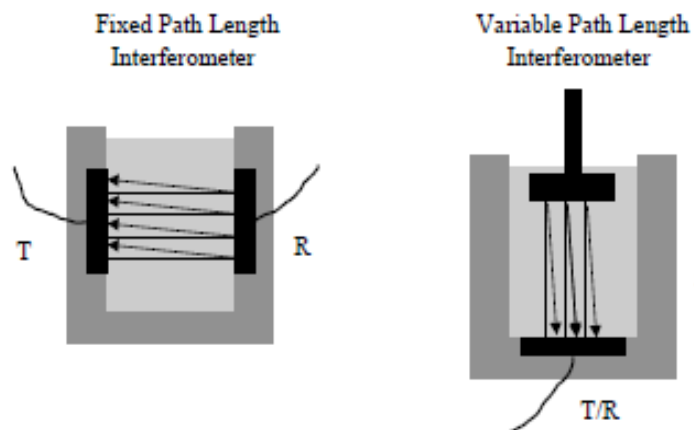 Fixed Path Length
Interferometer
Variable Path Length
Interferometer
T
R
T/R